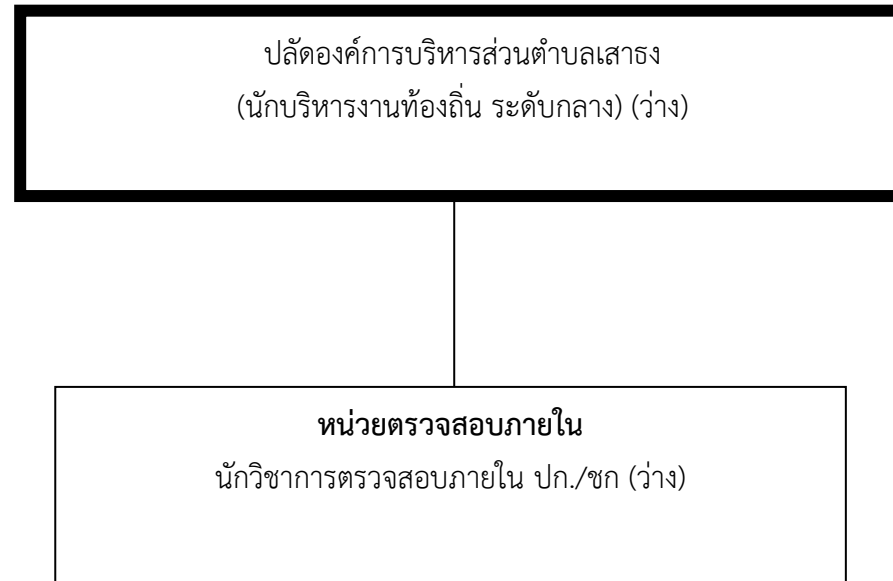 ปลัดองค์การบริหารส่วนตำบลเสาธง
(นักบริหารงานท้องถิ่น ระดับกลาง) (ว่าง)
หน่วยตรวจสอบภายใน
นักวิชาการตรวจสอบภายใน ปก./ชก (ว่าง)